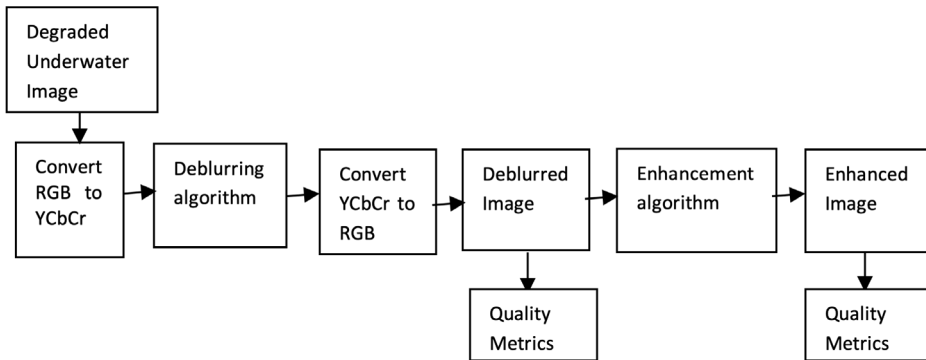 Degraded
Underwater
Image
Convert
RGB to
YCbCr
Deblurring
algorithm
Convert
YCbCr to
RGB
Deblurred
Image
Enhancement
algorithm
Enhanced
Image
Quality
Metrics
Quality
Metrics